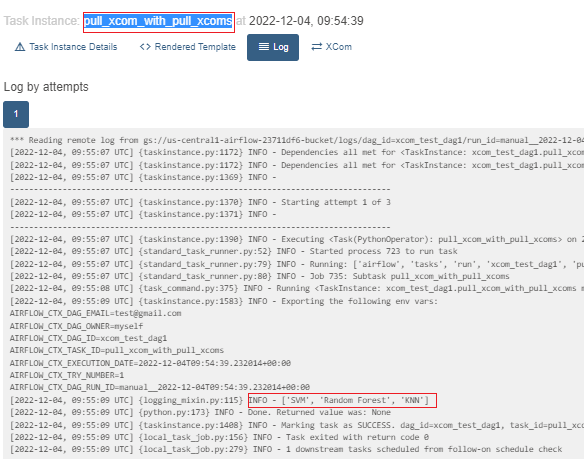 Task Instance: pull_xcom_with_pull_xcoms at 2022-12-04, 09:54:39
Task Instance Details <> Rendered Template Log XCom
Log by attempts
1
*** Reading remote log from gs://us-central1-airflow-23711df6-bucket/logs/dag_id=xcom_test_dag1/run_id=manual__2022-12-04
[2022-12-04, 09:55:07 UTC] {taskinstance.py:1172} INFO - Dependencies all met for <TaskInstance: xcom_test_dag1.pull_xcom
[2022-12-04, 09:55:07 UTC] {taskinstance.py:1172} INFO - Dependencies all met for <TaskInstance: xcom_test_dag1.pull_xcom
[2022-12-04, 09:55:07 UTC] {taskinstance.py:1369} INFO -
--------------------------------------------------------------------------------
[2022-12-04, 09:55:07 UTC] {taskinstance.py:1370} INFO - Starting attempt 1 of 3
[2022-12-04, 09:55:07 UTC] {taskinstance.py:1371} INFO -
--------------------------------------------------------------------------------
[2022-12-04, 09:55:07 UTC] {taskinstance.py:1390} INFO - Executing <Task(PythonOperator): pull_xcom_with_pull_xcoms> on 2
[2022-12-04, 09:55:07 UTC] {standard_task_runner.py:52} INFO - Started process 723 to run task
[2022-12-04, 09:55:07 UTC] {standard_task_runner.py:79} INFO - Running: ['airflow', 'tasks', 'run', 'xcom_test_dag1', 'pu
[2022-12-04, 09:55:07 UTC] {standard_task_runner.py:80} INFO - Job 735: Subtask pull_xcom_with_pull_xcoms
[2022-12-04, 09:55:08 UTC] {task_command.py:375} INFO - Running <TaskInstance: xcom_test_dag1.pull_xcom_with_pull_xcoms m
[2022-12-04, 09:55:09 UTC] {taskinstance.py:1583} INFO - Exporting the following env vars:
AIRFLOW_CTX_DAG_EMAIL=test@gmail.com
AIRFLOW_CTX_DAG_OWNER=myself
AIRFLOW_CTX_DAG_ID=xcom_test_dag1
AIRFLOW_CTX_TASK_ID=pull_xcom_with_pull_xcoms
AIRFLOW_CTX_EXECUTION_DATE=2022-12-04T09:54:39.232014+00:00
AIRFLOW_CTX_TRY_NUMBER=1
AIRFLOW_CTX_DAG_RUN_ID=manual__2022-12-04T09:54:39.232014+00:00
[2022-12-04, 09:55:09 UTC] {logging_mixin.py:115} INFO - ['SVM', 'Random Forest', 'KNN']
[2022-12-04, 09:55:09 UTC] {python.py:173} INFO - Done. Returned value was: None
[2022-12-04, 09:55:09 UTC] {taskinstance.py:1408} INFO - Marking task as SUCCESS. dag_id=xcom_test_dag1, task_id=pull_xco
[2022-12-04, 09:55:09 UTC] {local_task_job.py:156} INFO - Task exited with return code 0
[2022-12-04, 09:55:09 UTC] {local_task_job.py:279} INFO - 1 downstream tasks scheduled from follow-on schedule check